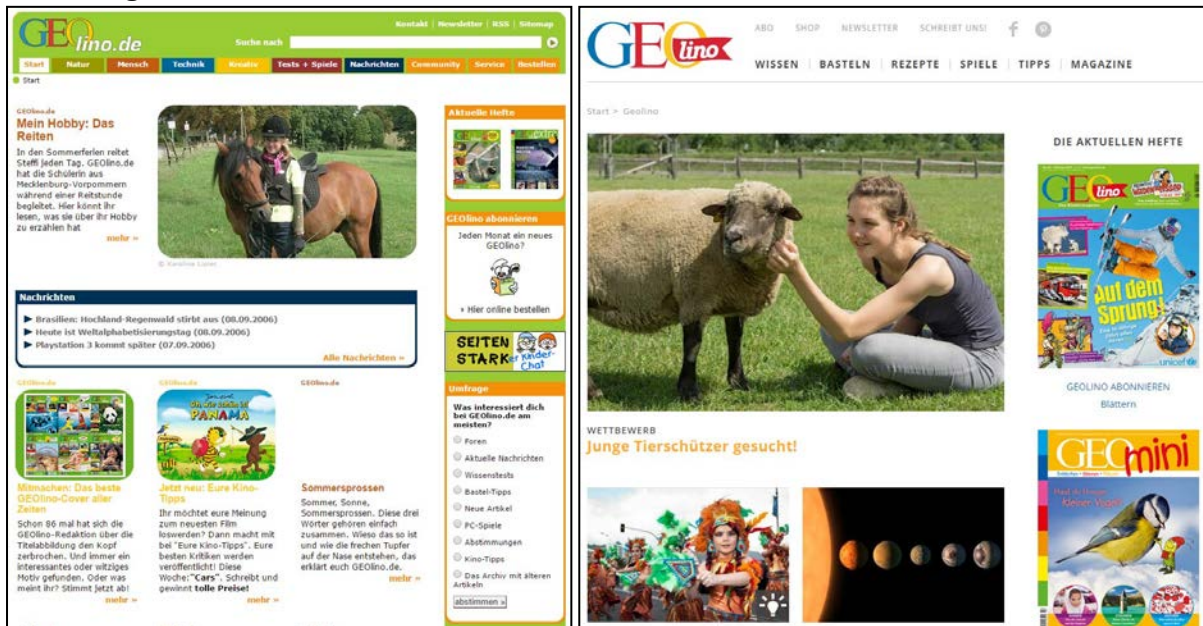 GEOlino.de
Kontakt | Newsletter | RSS | Sitemap
Suche nach
Start
Natur
Mensch
Technik
Kreativ
Tests + Spiele
Nachrichten
Community
Service
Bestellen
Start
GEOlino.de
Mein Hobby: Das
Reiten
In den Sommerferien reitet
Steffi jeden Tag. GEOlino.de
hat die Schülerin aus
Mecklenburg-Vorpommern
während einer Reitstunde
begleitet. Hier könnt ihr
lesen, was sie über ihr Hobby
zu erzählen hat
mehr »
Nachrichten
Brasilien: Hochland-Regenwald stirbt aus (08.09.2006)
Heute ist Weltalphabetisierungstag (08.09.2006)
Playstation 3 kommt später (07.09.2006)
Alle Nachrichten »
GEOlino.de
Mitmachen: Das beste
GEOlino-Cover aller
Zeiten
Schon 86 mal hat sich die
GEOlino-Redaktion über die
Titelabbildung den Kopf
zerbrochen. Und immer ein
interessantes oder witziges
Motiv gefunden. Oder was
meint ihr? Stimmt jetzt ab!
mehr »
GEOlino.de
PANAMA
Jetzt neu: Eure Kino-
Tipps
Ihr möchtet eure Meinung
zum neuesten Film
loswerden? Dann macht mit
bei "Eure Kino-Tipps". Eure
besten Kritiken werden
veröffentlicht! Diese
Woche:"Cars". Schreibt und
gewinnt tolle Preise!
mehr »
GEOlino.de
Sommersprossen
Sommer, Sonne,
Sommersprossen. Diese drei
Wörter gehören einfach
zusammen. Wieso das so ist
und wie die frechen Tupfer
auf der Nase entstehen, das
erklärt euch GEOlino.de.
mehr »
Aktuelle Hefte
extra
GEOlino abonnieren
Jeden Monat ein neues
GEOlino?
» Hier online bestellen
SEITEN
STARK
er Kinder-
Chat
Umfrage
Was interessiert dich
bei GEOlino.de am
meisten?
Foren
Aktuelle Nachrichten
Wissenstests
Bastel-Tipps
Neue Artikel
PC-Spiele
Abstimmungen
Kino-Tipps
Das Archiv mit älteren
Artikeln
abstimmen »
GEOlino
ABO
SHOP
NEWSLETTER
SCHREIBT UNS!
WISSEN | BASTELN | REZEPTE | SPIELE | TIPPS | MAGAZINE
Start > Geolino
WETTBEWERB
Junge Tierschützer gesucht!
DIE AKTUELLEN HEFTE
GEOlino
Auf dem
Sprung!
unicef
GEOLINO ABONNIEREN
Blättern
GEOmini